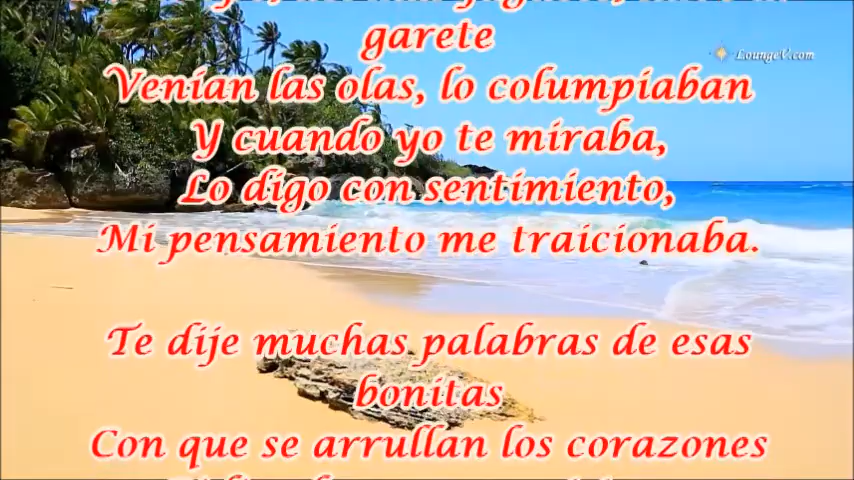 garete
LoungeV.com
Venían las olas, lo columpiaban
Y cuando yo te miraba,
Lo digo con sentimiento,
Mi pensamiento me traicionaba.
Te dije muchas palabras de esas
bonitas
Con que se arrullan los corazones